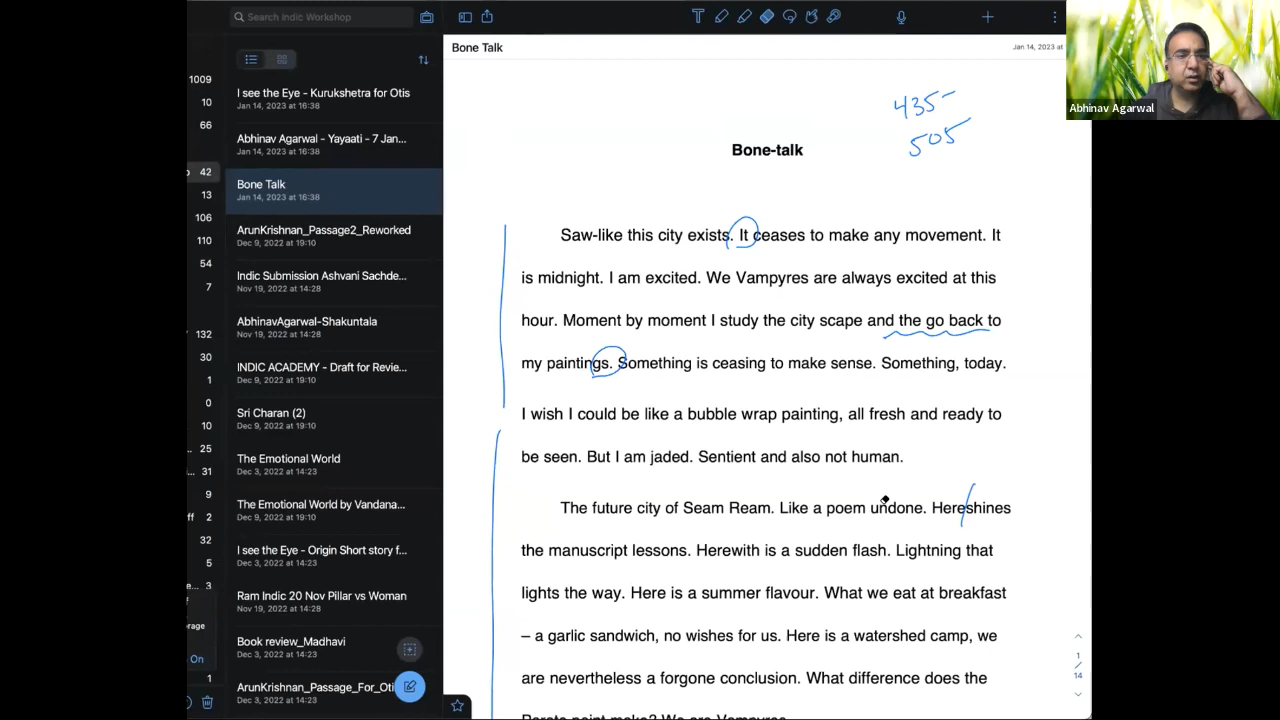 Search Indic Workshop
1009
10
66
42
13
106
110
54
7
132
30
1
0
10
25
31
9
2
32
5
3
On
1
I see the Eye - Kurukshetra for Otis
Jan 14, 2023 at 16:38
Abhinav Agarwal - Yayaati - 7 Jan...
Jan 14, 2023 at 16:38
Bone Talk
Jan 14, 2023 at 16:38
ArunKrishnan_Passage2_Reworked
Dec 9, 2022 at 19:10
Indic Submission Ashvani Sachde...
Nov 19, 2022 at 14:28
AbhinavAgarwal-Shakuntala
Nov 19, 2022 at 14:28
INDIC ACADEMY - Draft for Revie...
Dec 9, 2022 at 19:10
Sri Charan (2)
Dec 9, 2022 at 19:10
The Emotional World
Dec 3, 2022 at 14:23
The Emotional World by Vandana...
Dec 9, 2022 at 19:10
I see the Eye - Origin Short story f...
Dec 3, 2022 at 14:23
Ram Indic 20 Nov Pillar vs Woman
Nov 19, 2022 at 14:28
Book review_Madhavi
Dec 3, 2022 at 14:23
ArunKrishnan_Passage_For_Oti
Dec 3, 2022 at 14:23
Bone Talk
Jan 14, 2023 at
Abhinav Agarwal
435
505
Bone-talk
Saw-like this city exists. It ceases to make any movement. It
is midnight. I am excited. We Vampyres are always excited at this
hour. Moment by moment I study the city scape and the go back to
my paintings. Something is ceasing to make sense. Something, today.
I wish I could be like a bubble wrap painting, all fresh and ready to
be seen. But I am jaded. Sentient and also not human.
The future city of Seam Ream. Like a poem undone. Hereshines
the manuscript lessons. Herewith is a sudden flash. Lightning that
lights the way. Here is a summer flavour. What we eat at breakfast
– a garlic sandwich, no wishes for us. Here is a watershed camp, we
are nevertheless a forgone conclusion. What difference does the
1
/
14